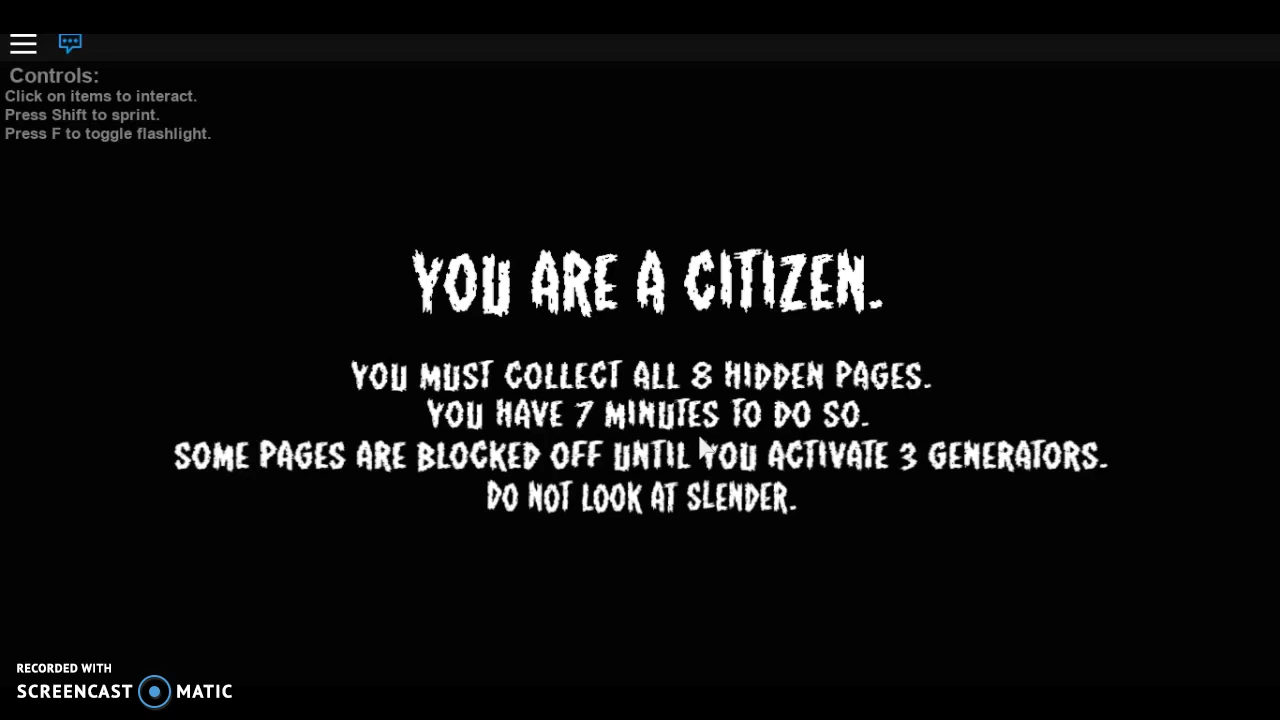 Controls:
Click on items to interact.
Press Shift to sprint.
Press F to toggle flashlight.
YOU ARE A CITIZEN.
YOU MUST COLLECT ALL 8 HIDDEN PAGES.
YOU HAVE 7 MINUTES TO DO SO.
SOME PAGES ARE BLOCKED OFF UNTIL YOU ACTIVATE 3 GENERATORS.
DO NOT LOOK AT SLENDER.
RECORDED WITH
SCREENCAST MATIC